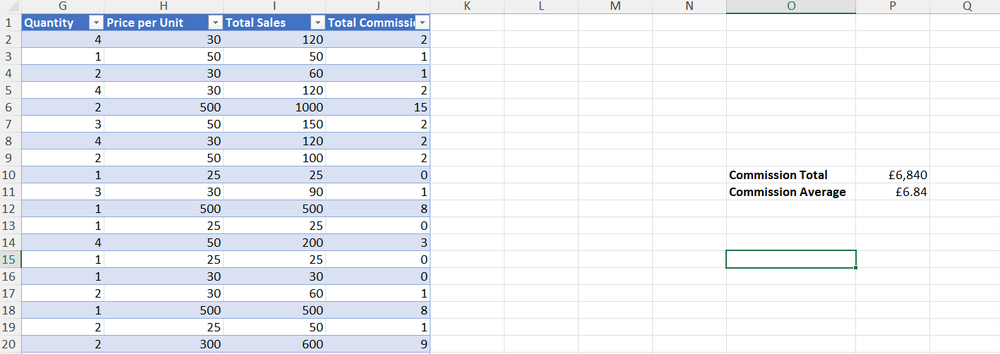 G H I J K L M N O P Q
1 Quantity Price per Unit Total Sales Total Commissi
2 4 30 120 2
3 1 50 50 1
4 2 30 60 1
5 4 30 120 2
6 2 500 1000 15
7 3 50 150 2
8 4 30 120 2
9 2 50 100 2
10 1 25 25 0 Commission Total £6,840
11 3 30 90 1 Commission Average £6.84
12 1 500 500 8
13 1 25 25 0
14 4 50 200 3
15 1 25 25 0
16 1 30 30 0
17 2 30 60 1
18 1 500 500 8
19 2 25 50 1
20 2 300 600 9